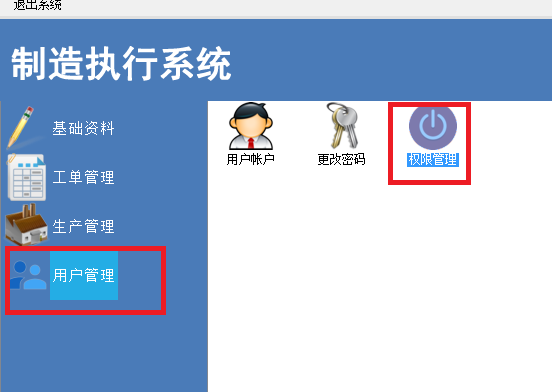 退出系统
制造执行系统
基础资料
工单管理
生产管理
用户管理
用户帐户
更改密码
权限管理